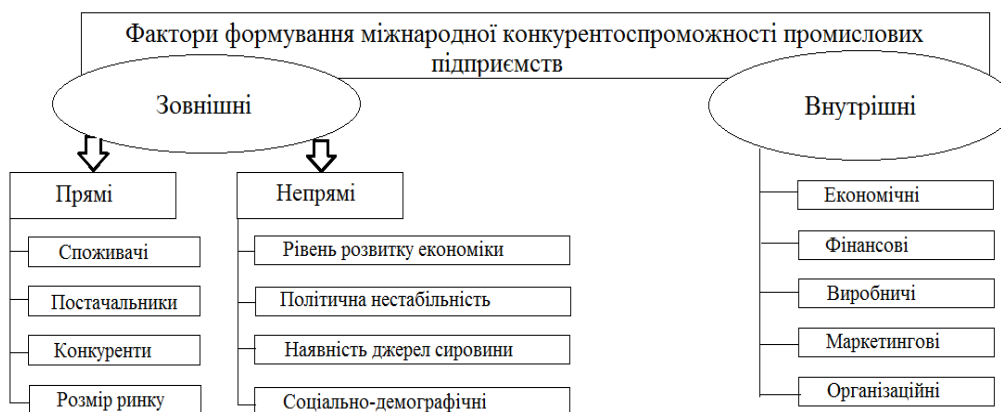 Фактори формування міжнародної конкурентоспроможності промислових
підприємств
Зовнішні
Внутрішні
Прямі
Непрямі
Споживачі
Постачальники
Конкуренти
Розмір ринку
Рівень розвитку економіки
Політична нестабільність
Наявність джерел сировини
Соціально-демографічні
Економічні
Фінансові
Виробничі
Маркетингові
Організаційні